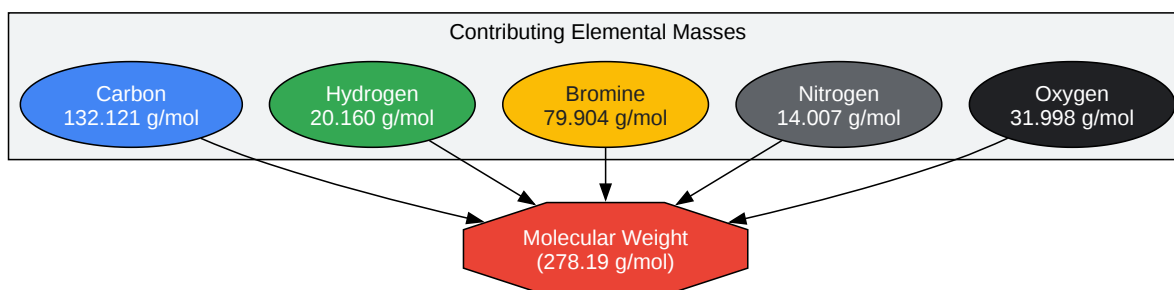 Contributing Elemental Masses
Carbon
132.121 g/mol
Hydrogen
20.160 g/mol
Bromine
79.904 g/mol
Nitrogen
14.007 g/mol
Oxygen
31.998 g/mol
Molecular Weight
(278.19 g/mol)